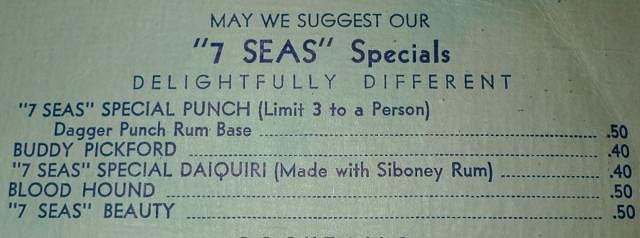 MAY WE SUGGEST OUR
"7 SEAS" Specials
DELIGHTFULLY DIFFERENT
"7 SEAS" SPECIAL PUNCH (Limit 3 to a Person)
Dagger Punch Rum Base .50
BUDDY PICKFORD .40
"7 SEAS" SPECIAL DAIQUIRI (Made with Siboney Rum) .40
BLOOD HOUND .50
"7 SEAS" BEAUTY .50